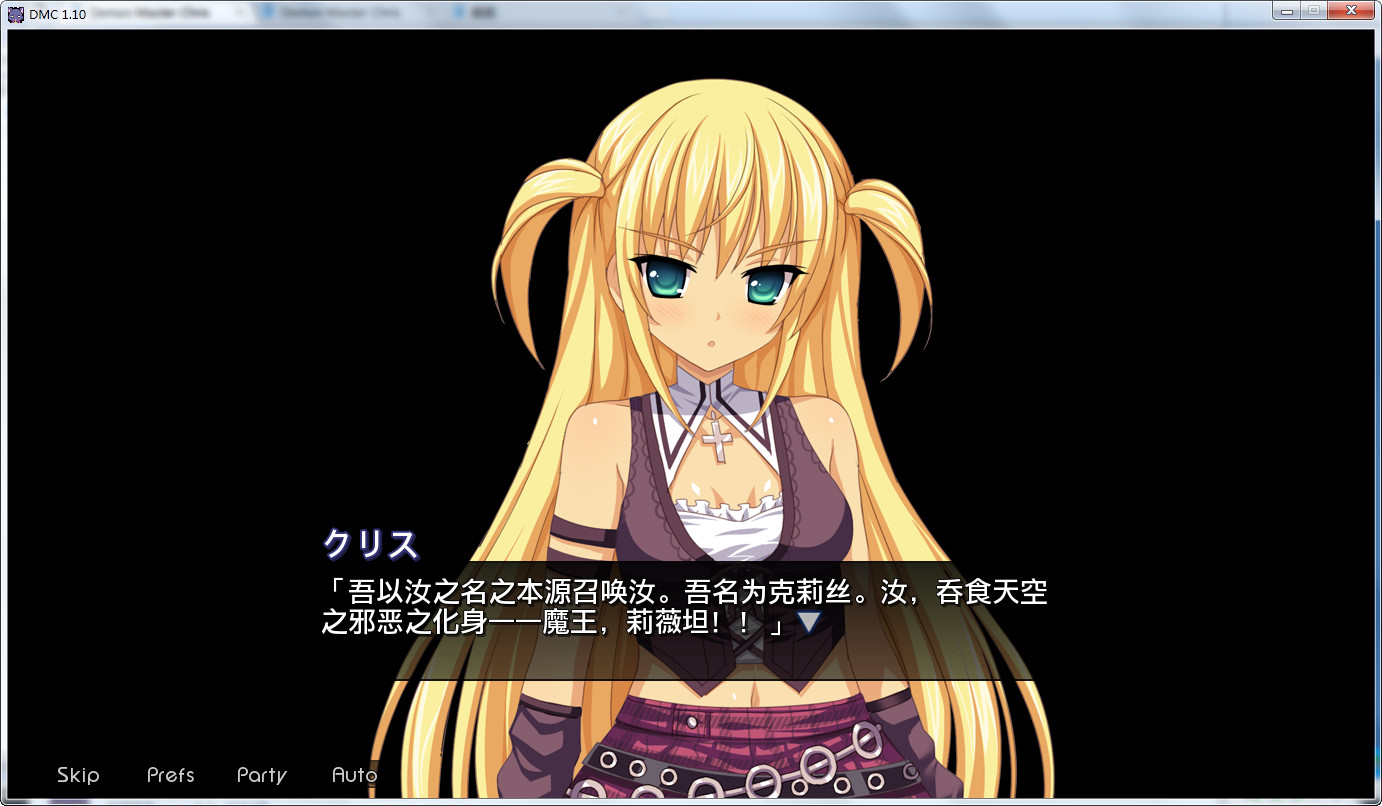 DMC 1.10
クリス
「吾以汝之名之本源召唤汝。吾名为克莉丝。汝，吞食天空
之邪恶之化身一一魔王，莉薇坦！！」
Skip Prefs Party Auto